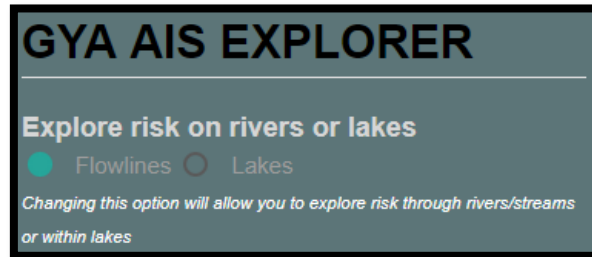 GYA AIS EXPLORER
Explore risk on rivers or lakes
Flowlines Lakes
Changing this option will allow you to explore risk through rivers/streams
or within lakes